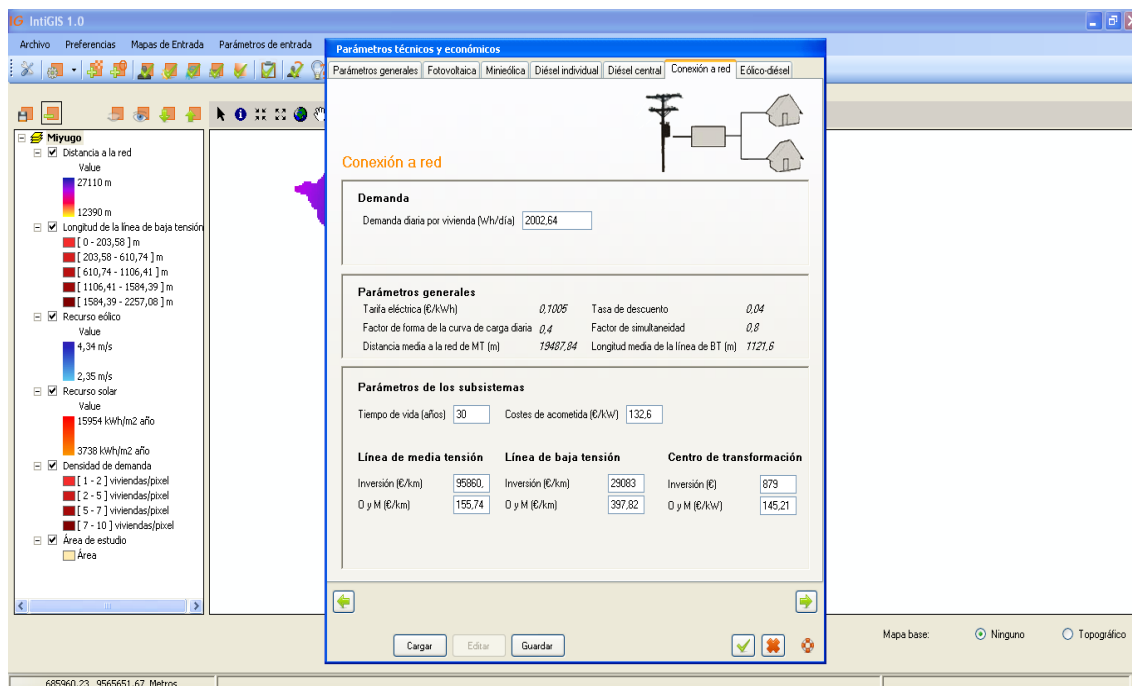 IG IntiGIS 1.0
Archivo Preferencias Mapas de Entrada Parámetros de entrada
Parámetros técnicos y económicos
Parámetros generales Fotovoltaica Minieólica Diésel individual Diésel central Conexión a red Eólico-diésel
Miyugo
Distancia a la red
Value
27110 m
12390 m
Longitud de la línea de baja tensión
[ 0 - 203,58 ] m
[ 203,58 - 610,74 ] m
[ 610,74 - 1106,41 ] m
[ 1106,41 - 1584,39 ] m
[ 1584,39 - 2257,08 ] m
Recurso eólico
Value
4,34 m/s
2,35 m/s
Recurso solar
Value
15954 kWh/m2 año
3738 kWh/m2 año
Densidad de demanda
[ 1 - 2 ] viviendas/pixel
[ 2 - 5 ] viviendas/pixel
[ 5 - 7 ] viviendas/pixel
[ 7 - 10 ] viviendas/pixel
Área de estudio
Área
Conexión a red
Demanda
Demanda diaria por vivienda (Wh/día) 2002,64
Parámetros generales
Tarifa eléctrica (€/kWh) 0,1005 Tasa de descuento 0,04
Factor de forma de la curva de carga diaria 0,4 Factor de simultaneidad 0,8
Distancia media a la red de MT (m) 19487,84 Longitud media de la línea de BT (m) 1121,6
Parámetros de los subsistemas
Tiempo de vida (años) 30 Costes de acometida (€/kW) 132,6
Línea de media tensión Línea de baja tensión Centro de transformación
Inversión (€/km) 95860, Inversión (€/km) 29083 Inversión (€) 879
O y M (€/km) 155,74 O y M (€/km) 397,82 O y M (€/kW) 145,21
Cargar Editar Guardar
Mapa base: Ninguno Topográfico
685960,23 9565651,67 Metros